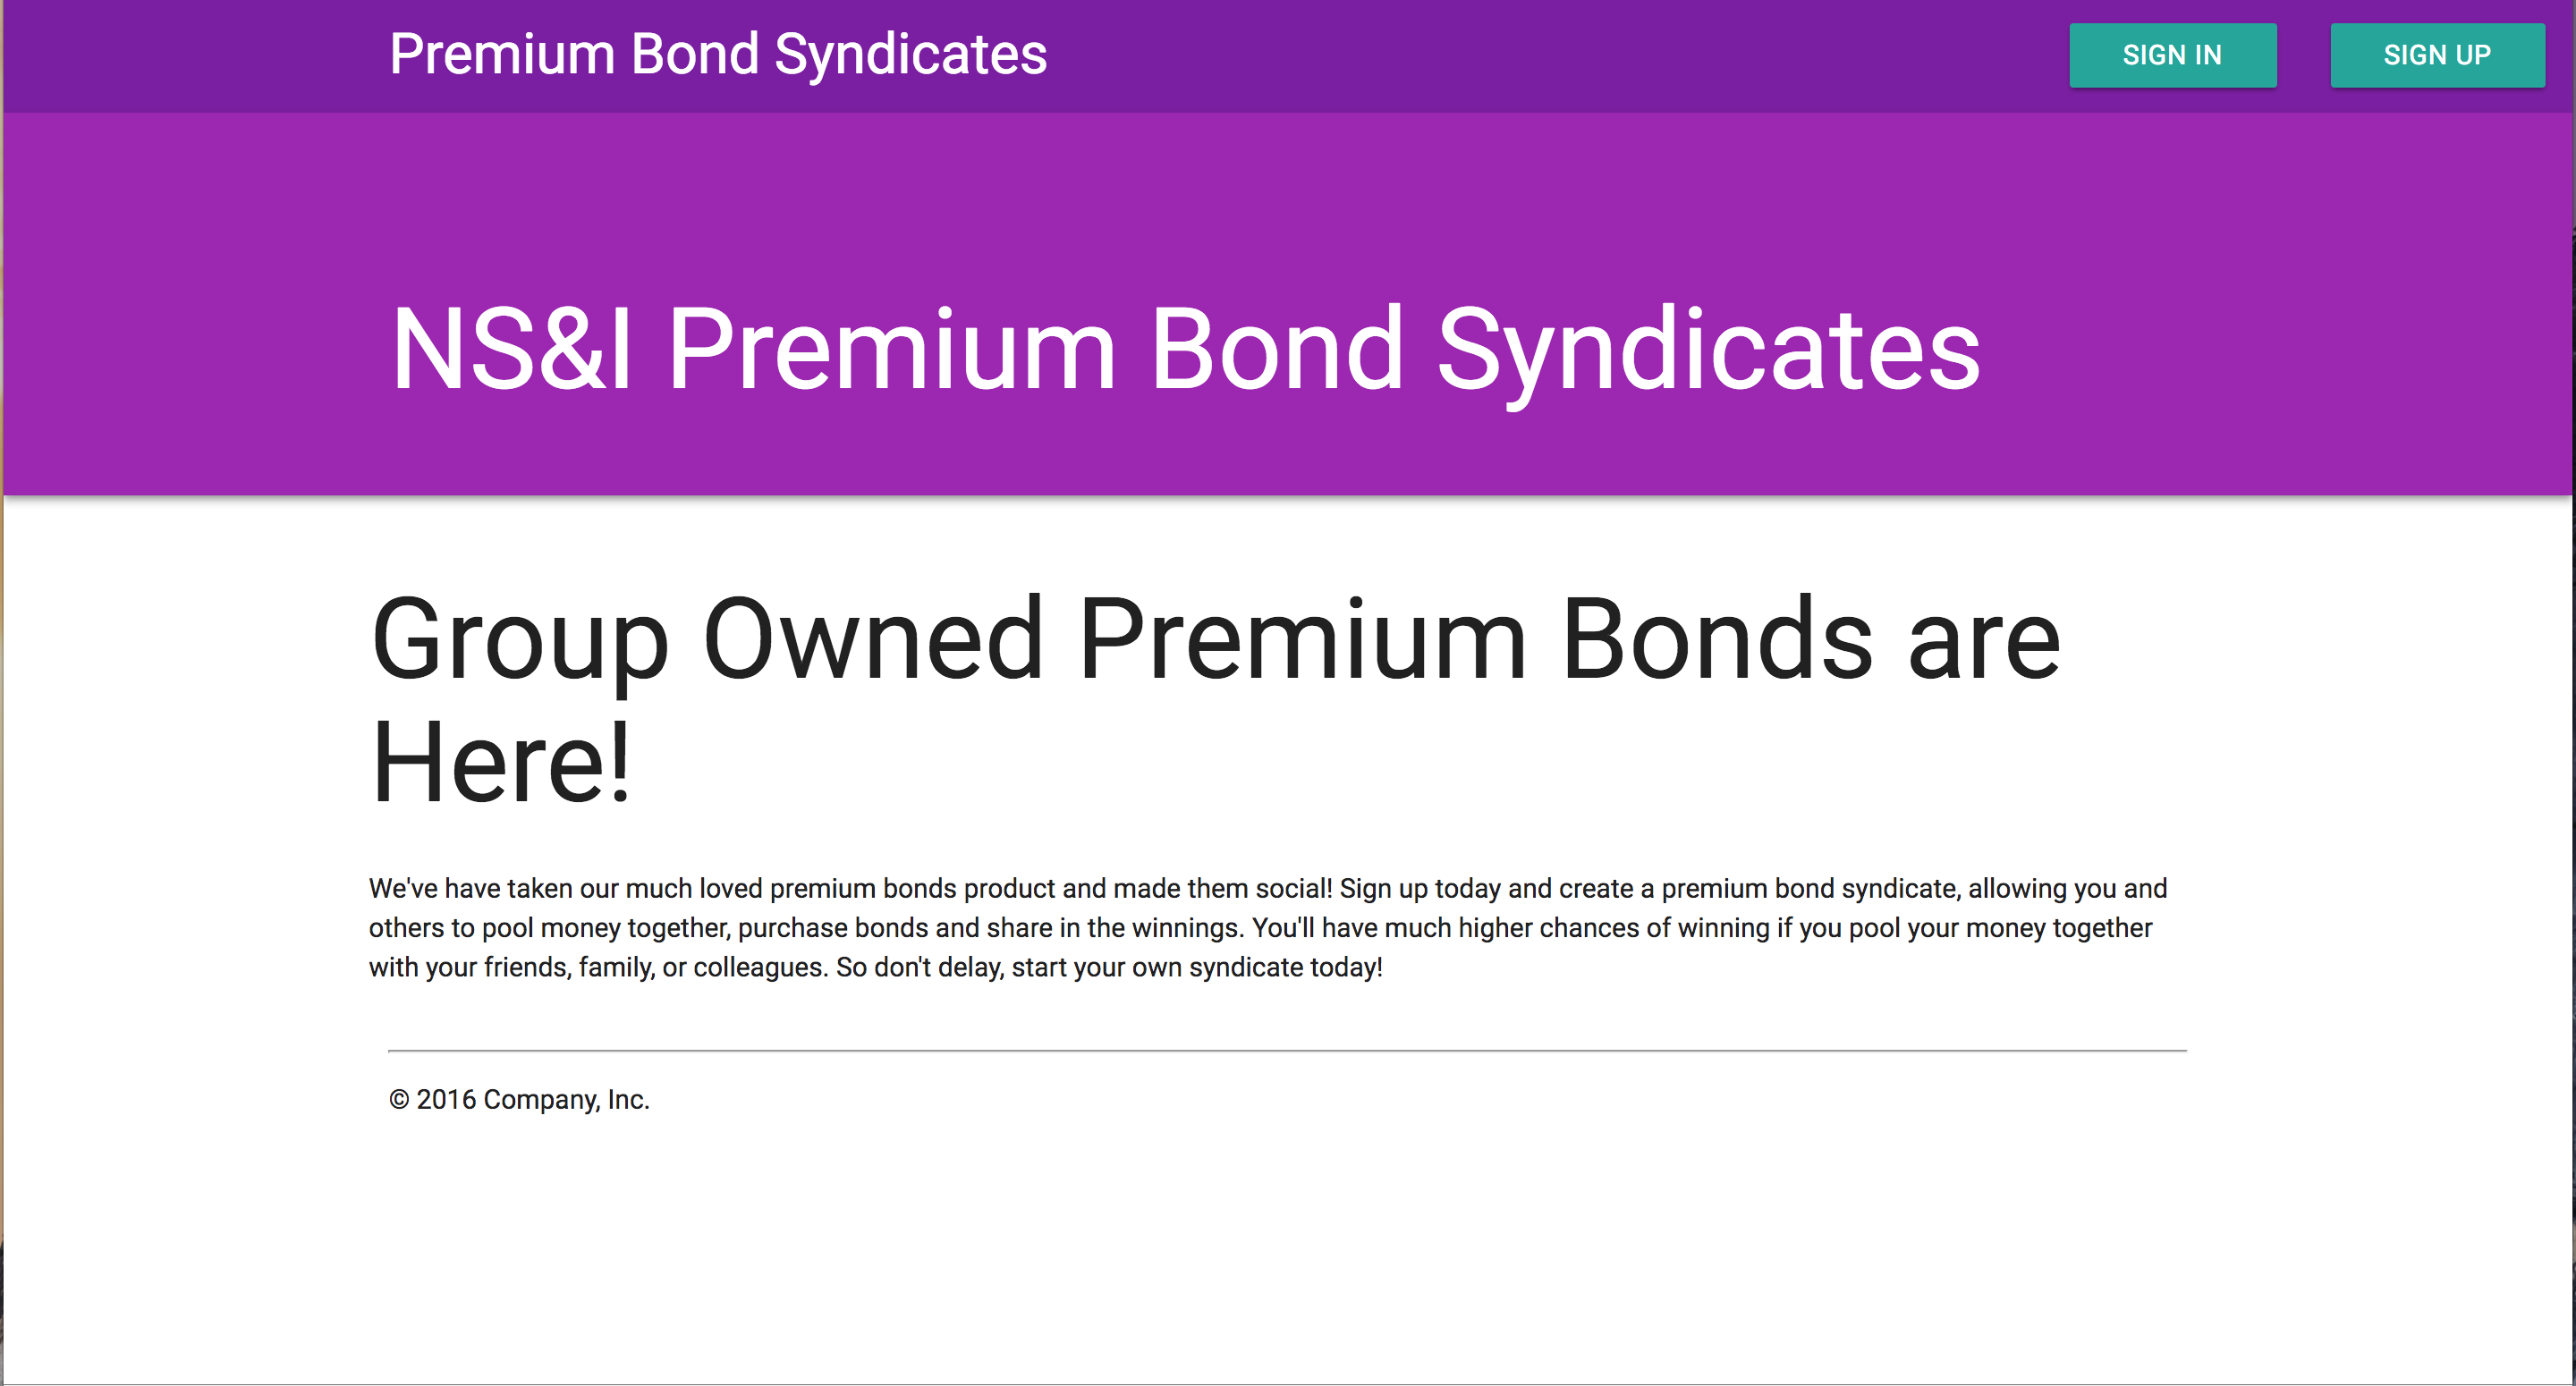 Premium Bond Syndicates
SIGN IN
SIGN UP
NS&I Premium Bond Syndicates
Group Owned Premium Bonds are
Here!
We've have taken our much loved premium bonds product and made them social! Sign up today and create a premium bond syndicate, allowing you and
others to pool money together, purchase bonds and share in the winnings. You'll have much higher chances of winning if you pool your money together
with your friends, family, or colleagues. So don't delay, start your own syndicate today!
© 2016 Company, Inc.